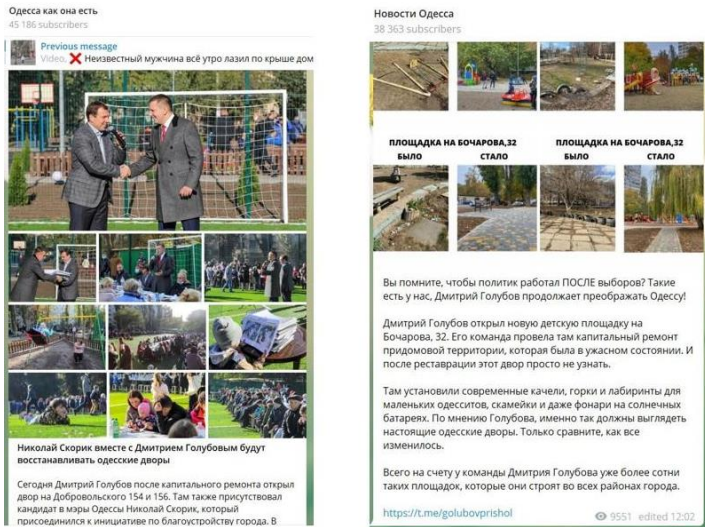 Одесса как она есть
45 186 subscribers
Previous message
Video, ❌ Неизвестный мужчина всё утро лазил по крыше дом
Николай Скорик вместе с Дмитрием Голубовым будут
восстанавливать одесские дворы
Сегодня Дмитрий Голубов после капитального ремонта открыл
двор на Добровольского 154 и 156. Там также присутствовал
кандидат в мэры Одессы Николай Скорик, который
присоединился к инициативе по благоустройству города. В
Новости Одесса
38 363 subscribers
ПЛОЩАДКА НА БОЧАРОВА,32
БЫЛО СТАЛО
ПЛОЩАДКА НА БОЧАРОВА,32
БЫЛО СТАЛО
Вы помните, чтобы политик работал ПОСЛЕ выборов? Такие
есть у нас, Дмитрий Голубов продолжает преображать Одессу!
Дмитрий Голубов открыл новую детскую площадку на
Бочарова, 32. Его команда провела там капитальный ремонт
придомовой территории, которая была в ужасном состоянии. И
после реставрации этот двор просто не узнать.
Там установили современные качели, горки и лабиринты для
маленьких одесситов, скамейки и даже фонари на солнечных
батареях. По мнению Голубова, именно так должны выглядеть
настоящие одесские дворы. Только сравните, как все
изменилось.
Всего на счету у команды Дмитрия Голубова уже более сотни
таких площадок, которые они строят во всех районах города.
https://t.me/golubovprishol
9551 edited 12:02